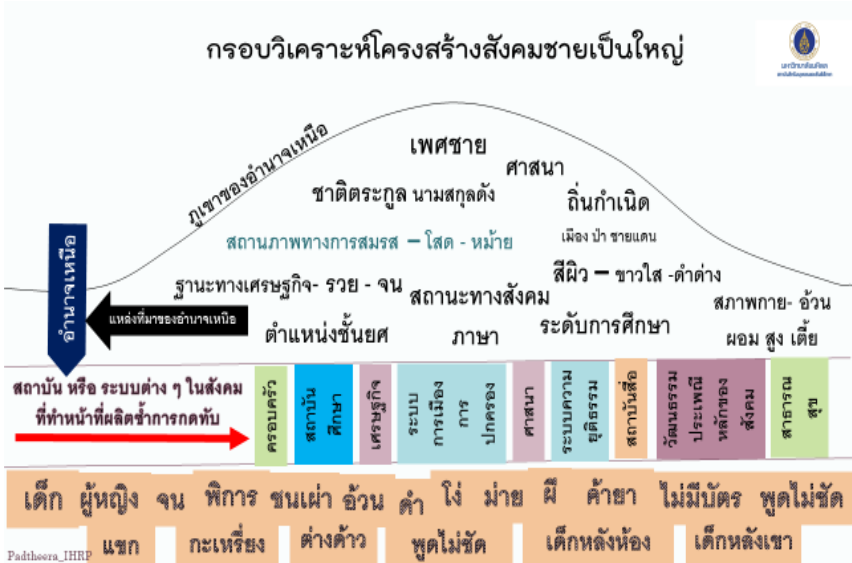 กรอบวิเคราะห์โครงสร้างสังคมชายเป็นใหญ่
มหาวิทยาลัยมหิดล
ภูเขาของอำนาจเหนือ
เพศชาย
ศาสนา
ชาติตระกูล นามสกุลดัง
ถิ่นกำเนิด
เมือง ป่า ชายแดน
สถานภาพทางการสมรส – โสด - หม้าย
สีผิว – ขาวใส -ดำด่าง
ฐานะทางเศรษฐกิจ- รวย - จน
สถานะทางสังคม
สภาพกาย- อ้วน
ผอม สูง เตี้ย
อำนาจเหนือ
แหล่งที่มาของอำนาจเหนือ
ตำแหน่งชั้นยศ
ภาษา
ระดับการศึกษา
สถาบัน หรือ ระบบต่าง ๆ ในสังคม
ที่ทำหน้าที่ผลิตซ้ำการกดทับ
ครอบครัว
สถาบัน
ศึกษา
เศรษฐกิจ
ระบบ
การเมือง
การ
ปกครอง
ศาสนา
ระบบความ
ยุติธรรม
สถาบันสื่อ
วัฒนธรรม
ประเพณี
หลักของ
สังคม
สาธารณ
สุข
เด็ก ผู้หญิง จน พิการ ชนเผ่า อ้วน ดำ โง่ ม่าย ผี ค้ายา ไม่มีบัตร พูดไม่ชัด
แขก กะเหรี่ยง ต่างด้าว พูดไม่ชัด เด็กหลังห้อง เด็กหลังเขา
Padtheera_IHRP